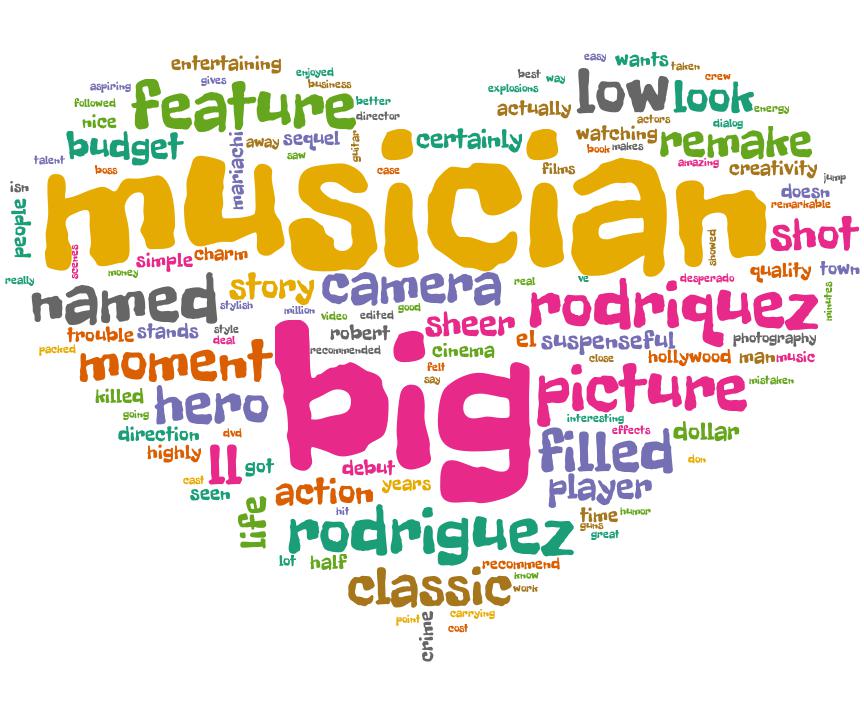 entertaining
easy wants taken
aspiring gives enjoyed business
best way crew
followed feature better
explosions low look energy
nice director
actually actors dialog
budget mariachi away sequel guitar certainly
watching remake
talent saw book makes
boss musician case films amazing creativity jump
isn doesn
people remarkable
scenes simple charm showed shot
money quality town
really story camera real ve desperado
named stylish million video edited good rodriquez minutes
trouble stands style robert sheer el suspenseful photography
packed deal recommended cinema close hollywood man music
moment felt
say big picture mistaken
killed hero
going interesting
direction dvd effects dollar
highly ll got debut filled don
cast action years player
seen
life hit time humor
rodriguez guns
great
lot half recommend
classic know
work
point crime carrying
cost